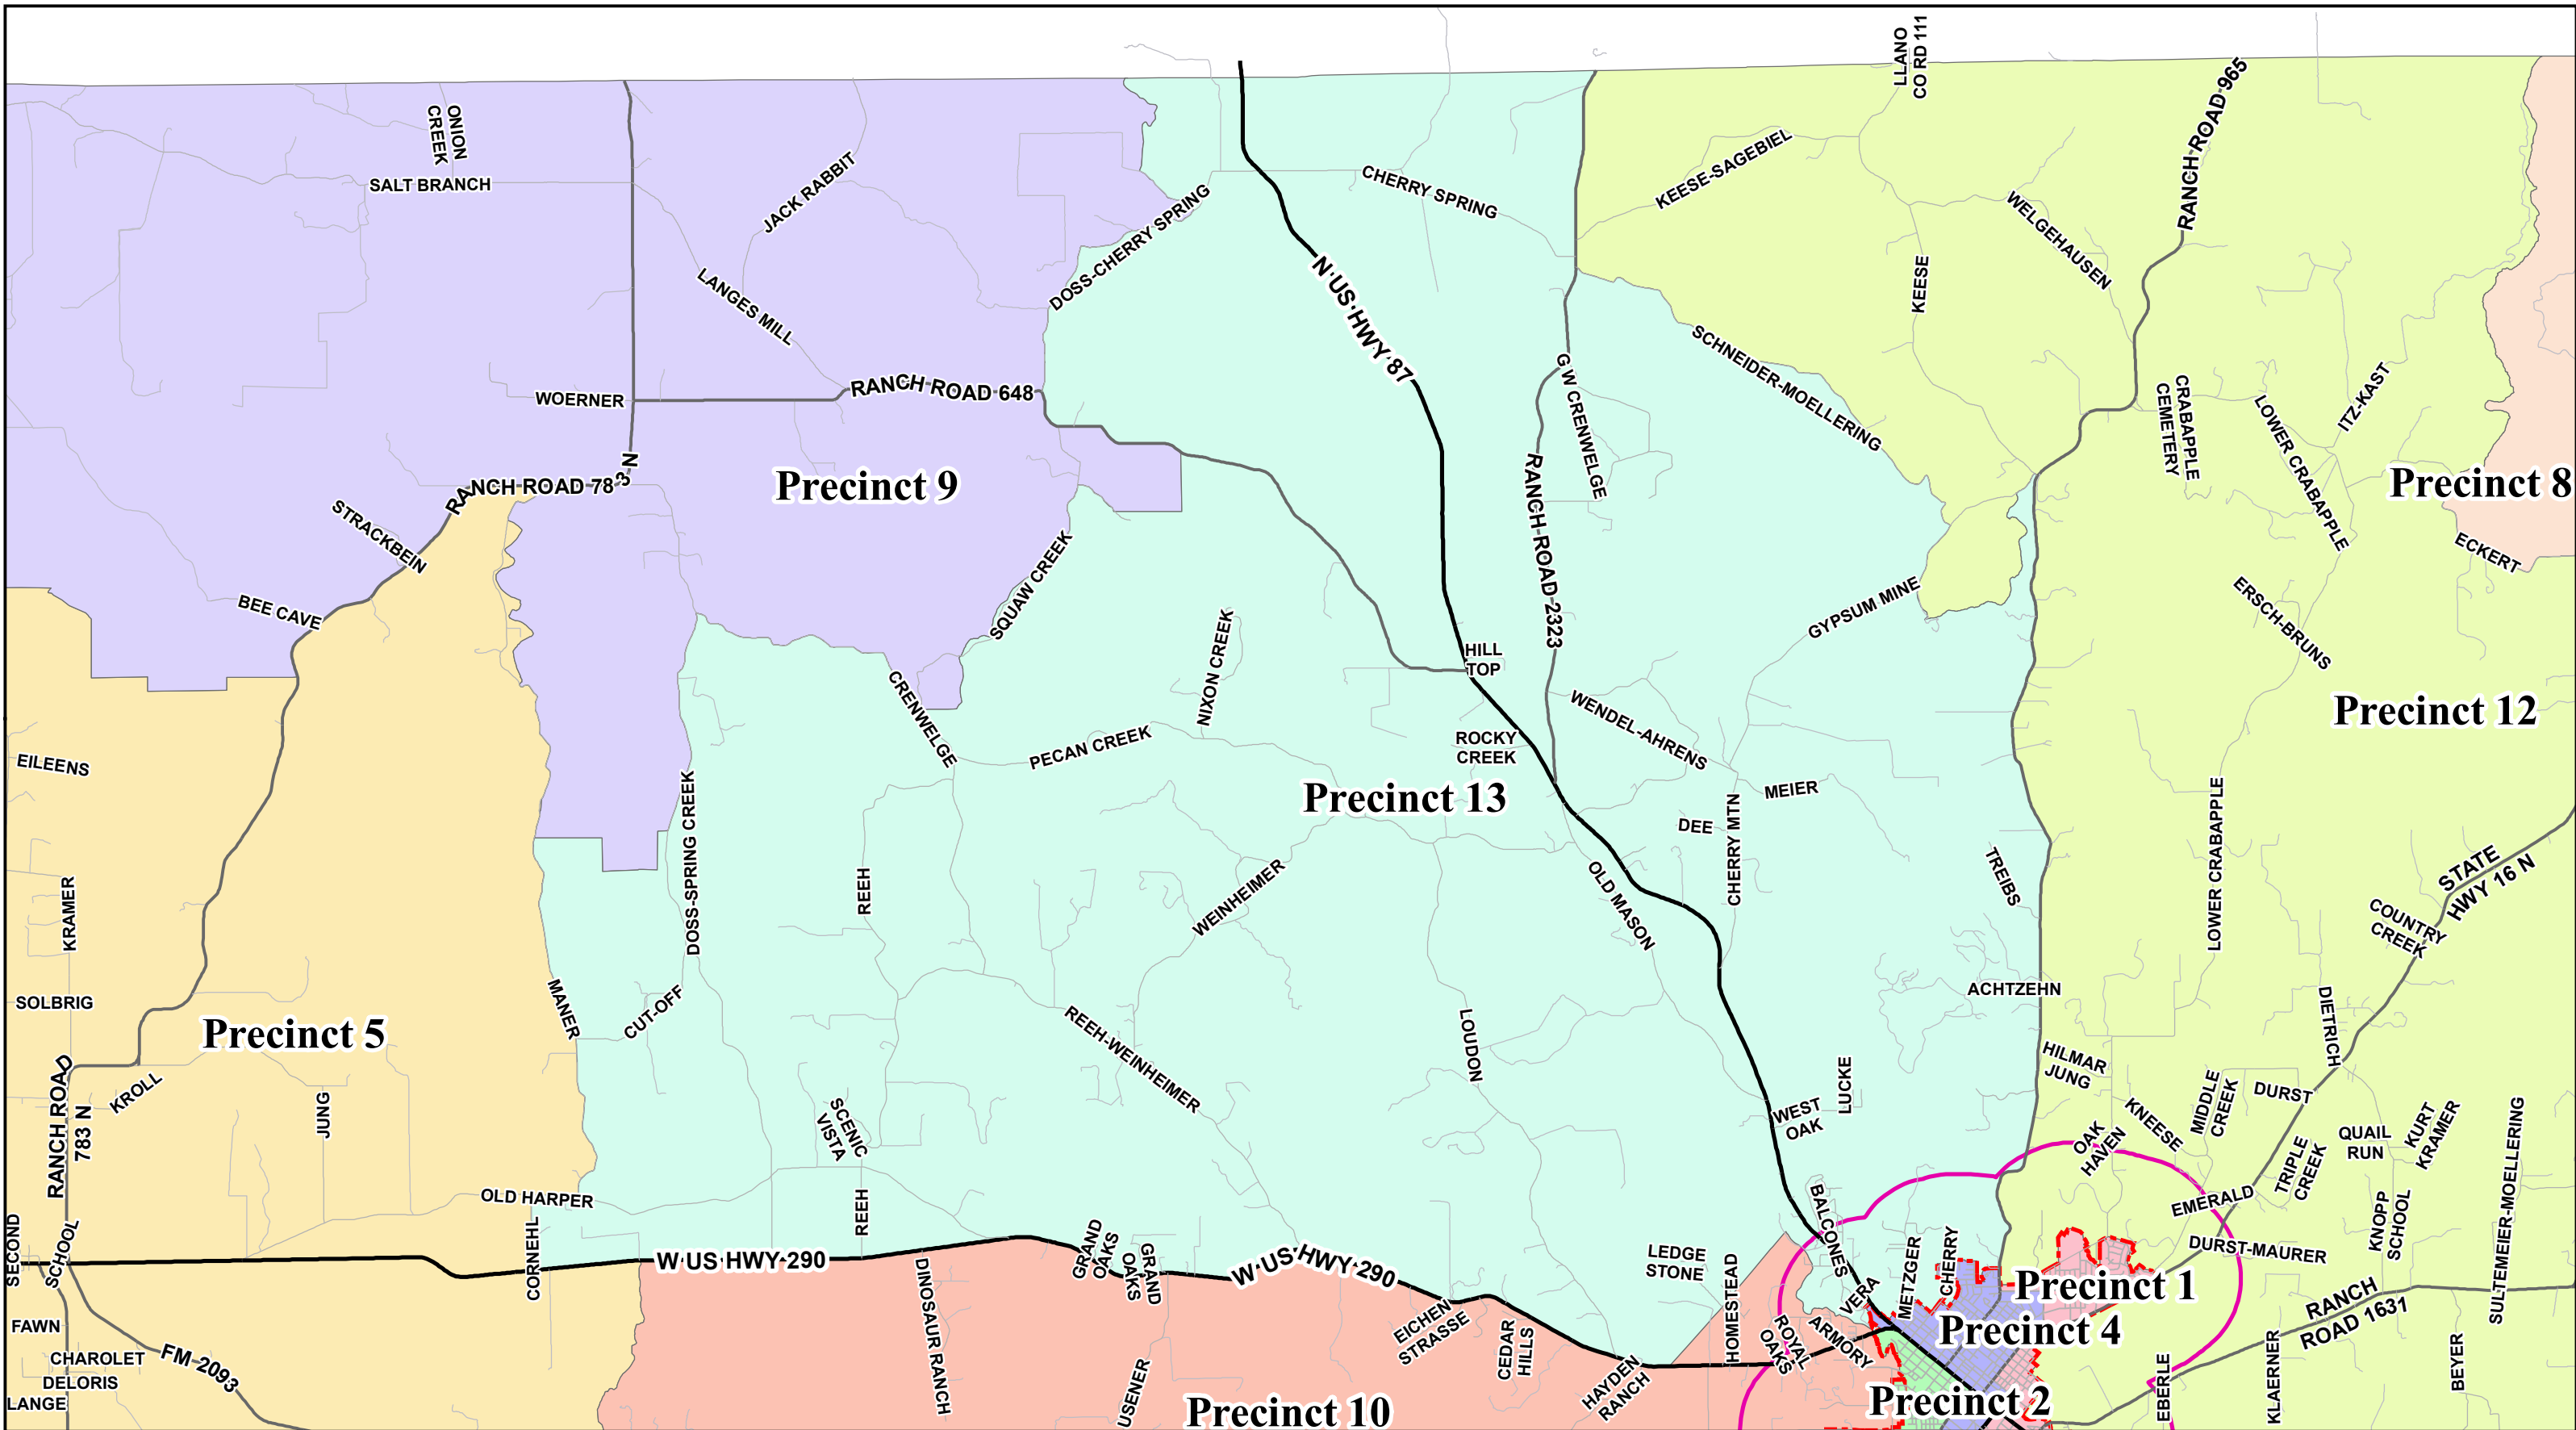 LLANO
CO RD 111
RANCH ROAD 965
ONION
CREEK
SALT BRANCH
JACK RABBIT
DOSS-CHERRY SPRING
CHERRY SPRING
KEESE-SAGEBIEL
WELGEHAUSEN
KEESE
LANGES MILL
N US HWY 87
SCHNEIDER-MOELLERING
G W CRENWELGE
WOERNER
RANCH ROAD 648
CRABAPPLE
CEMETERY
LOWER CRABAPPLE
ITZ-KAST
RANCH ROAD 783 N
Precinct 9
Precinct 8
STRACKBEIN
RANCH ROAD 2323
ECKERT
SQUAW CREEK
BEE CAVE
GYPSUM MINE
ERSCH-BRUNS
NIXON CREEK
HILL
TOP
CRENWELGE
PECAN CREEK
WENDEL-AHRENS
Precinct 12
ROCKY
CREEK
EILEENS
Precinct 13
MEIER
DEE
CHERRY MTN
DOSS-SPRING CREEK
LOWER CRABAPPLE
STATE
HWY 16 N
KRAMER
REEH
WEINHEIMER
OLD MASON
TREIBS
COUNTRY
CREEK
SOLBRIG
MANER
CUT-OFF
ACHTZEHN
DIETRICH
Precinct 5
REEH-WEINHEIMER
LOUDON
HILMAR
JUNG
RANCH ROAD
783 N
KROLL
JUNG
SCENIC
VISTA
WEST
OAK
LUCKE
OAK
HAVEN
KNEESE
MIDDLE
CREEK
DURST
TRIPLE
CREEK
QUAIL
RUN
KURT
KRAMER
SULTEMEIER-MOELLERING
OLD HARPER
REEH
BALCONES
EMERALD
KNOPP
SCHOOL
SECOND
SCHOOL
CORNEHL
W US HWY 290
GRAND
OAKS
GRAND
OAKS
W US HWY 290
LEDGE
STONE
HOMESTEAD
METZGER
CHERRY
DURST-MAURER
Precinct 1
VERA
DINOSAUR RANCH
RANCH
ROAD 1631
FAWN
FM 2093
EICHEN
STRASSE
CEDAR
HILLS
ROYAL
OAKS
ARMORY
Precinct 4
CHAROLET
DELORIS
LANGE
USENER
HAYDEN
RANCH
Precinct 10
Precinct 2
EBERLE
KLAERNER
BEYER